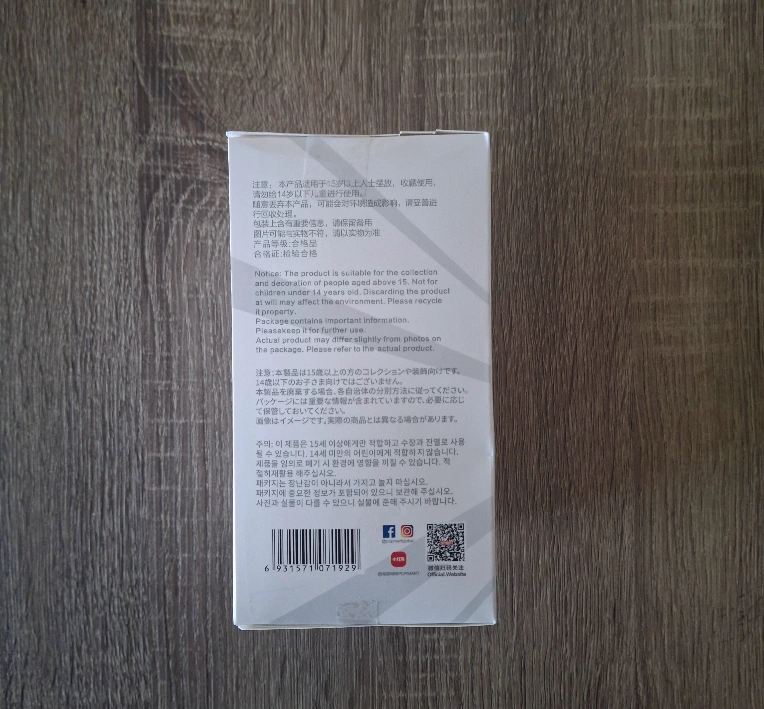 注意：本产品适用于15岁以上人士摆放，收藏使用，
请勿给14岁以下儿童进行使用。
随意丢弃本产品，可能会对环境造成影响，请妥善进
行回收处理。
包装上含有重要信息，请保留备用
图片可能与实物不符，请以实物为准
产品等级:合格品
合格证:检验合格
Notice: The product is suitable for the collection
and decoration of people aged above 15. Not for
children under 14 years old. Discarding the product
at will may affect the environment. Please recycle
it property.
Package contains important information.
Pleasekeep it for further use.
Actual product may differ slightly from photos on
the package. Please refer to the actual product.
注意:本製品は15歳以上の方のコレクションや装飾向けです。
14歳以下のお子さま向けではございません。
本製品を廃棄する場合、各自治体の分別方法に従ってください。
パッケージには重要な情報が含まれていますので、必要に応じ
て保管しておいてください。
画像はイメージです。実際の商品とは異なる場合があります。
주의: 이 제품은 15세 이상에게만 적합하고 수장과 진열로 사용
될 수 있습니다. 14세 미만의 어린이에게 적합하지 않습니다.
제품을 임의로 폐기 시 환경에 영향을 끼칠 수 있습니다. 적
절히재활용 해주십시오.
패키지는 장난감이 아니라서 가지고 놀지 마십시오.
패키지에 중요한 정보가 포함되어 있으니 보관해 주십시오.
사진과 실물이 다를 수 있으니 실물에 준해 주시기 바랍니다.
6 931571 071929
小红书
微信扫码关注
Official Website